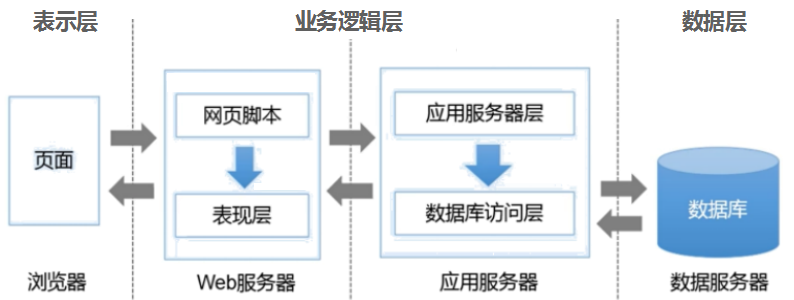 表示层
业务逻辑层
数据层
页面
网页脚本
表现层
应用服务器层
数据库访问层
数据库
浏览器
Web服务器
应用服务器
数据服务器